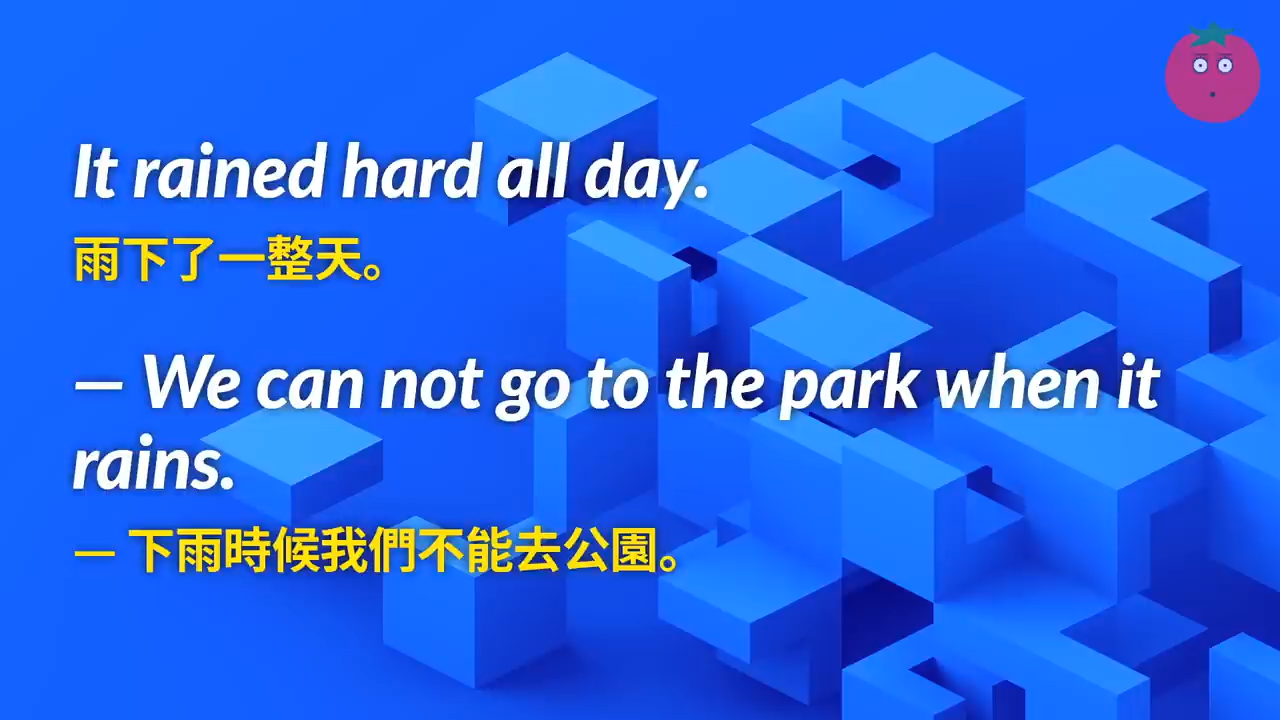 It rained hard all day.
雨下了一整天。
— We can not go to the park when it
rains.
— 下雨時候我們不能去公園。